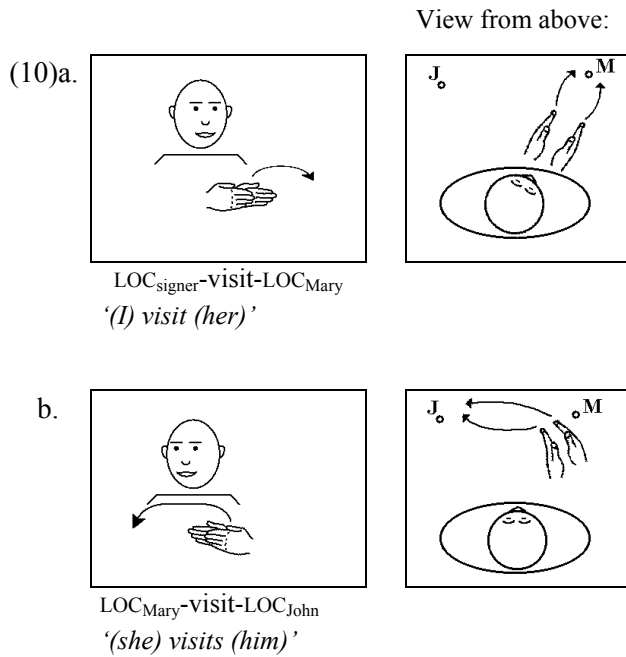 View from above:
(10)a.
J
M
LOCsigner-visit-LOCMary
‘(I) visit (her)’
b.
J
M
LOCMary-visit-LOCJohn
‘(she) visits (him)’